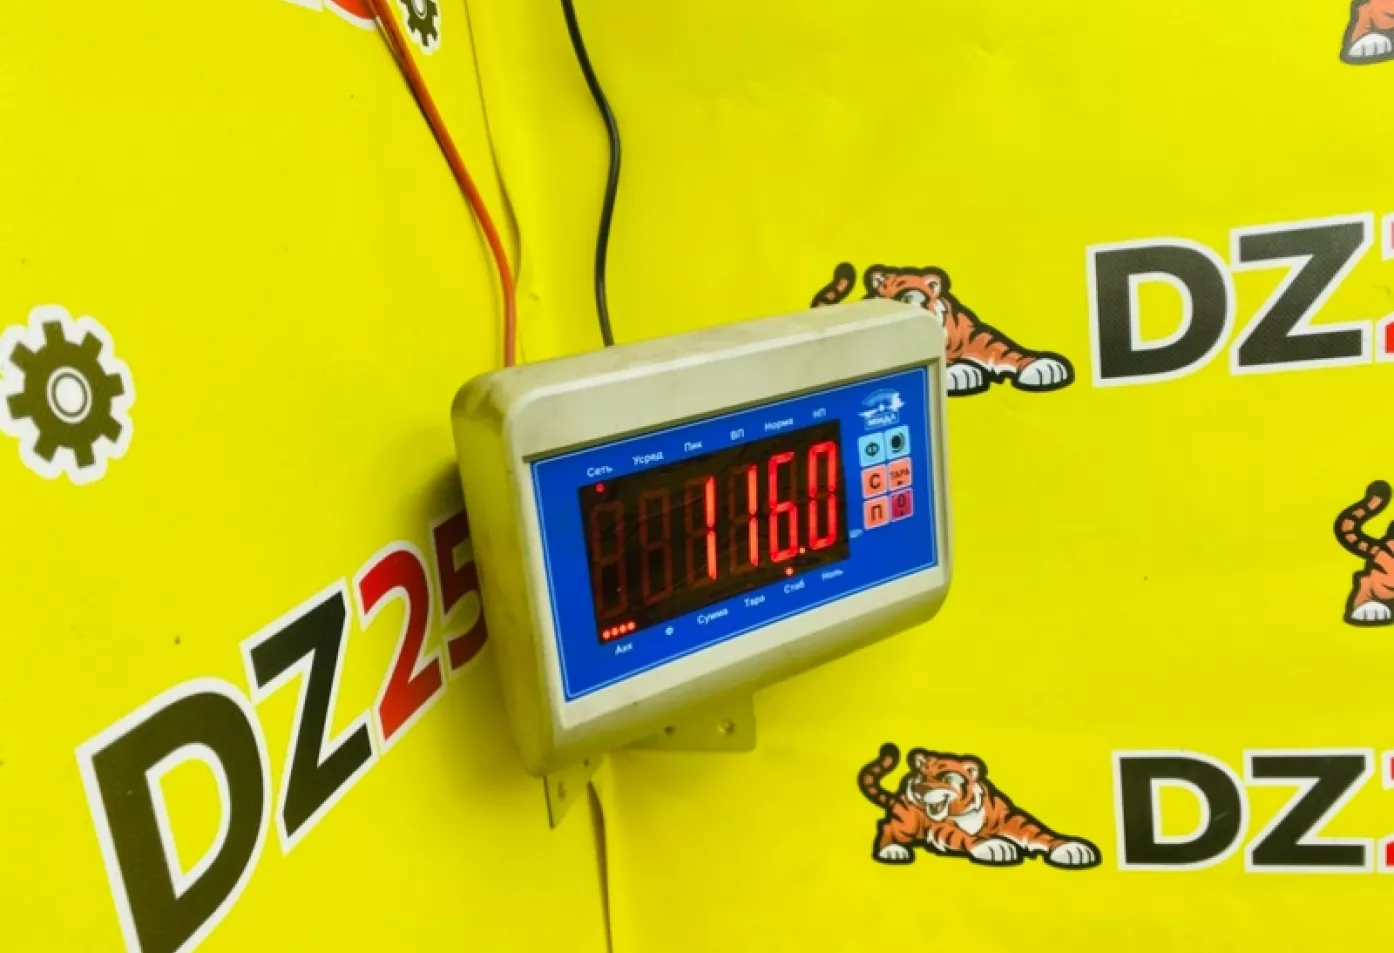 DZ2
Сеть Усред Пик ВП Норма НП
116.0
С ТАРА
П 0
Акк Ф Сумма Тара Стаб Ноль
DZ25
DZ2